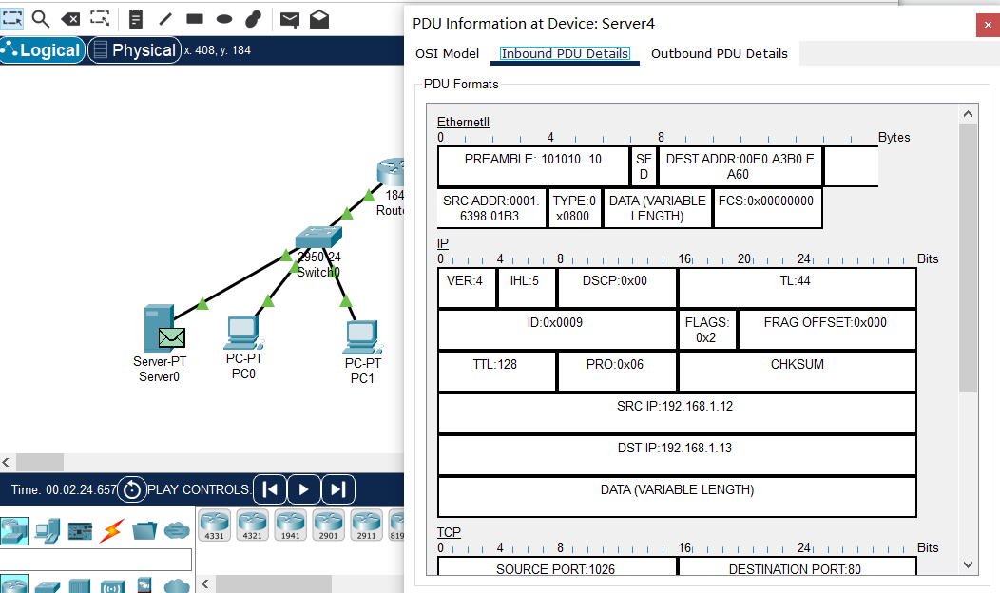 Logical
Physical
x: 408, y: 184
184
Route
2950-24
Switch0
Server-PT
Server0
PC-PT
PC0
PC-PT
PC1
Time: 00:02:24.657
PLAY CONTROLS:
4331
4321
1941
2901
2911
819
PDU Information at Device: Server4
OSI Model
Inbound PDU Details
Outbound PDU Details
PDU Formats
EthernetII
0 4 8 Bytes
PREAMBLE: 101010..10
SF
D
DEST ADDR:00E0.A3B0.E
A60
SRC ADDR:0001.
6398.01B3
TYPE:0
x0800
DATA (VARIABLE
LENGTH)
FCS:0x00000000
IP
0 4 8 16 20 24 Bits
VER:4
IHL:5
DSCP:0x00
TL:44
ID:0x0009
FLAGS:
0x2
FRAG OFFSET:0x000
TTL:128
PRO:0x06
CHKSUM
SRC IP:192.168.1.12
DST IP:192.168.1.13
DATA (VARIABLE LENGTH)
TCP
0 4 8 16 24 Bits
SOURCE PORT:1026
DESTINATION PORT:80